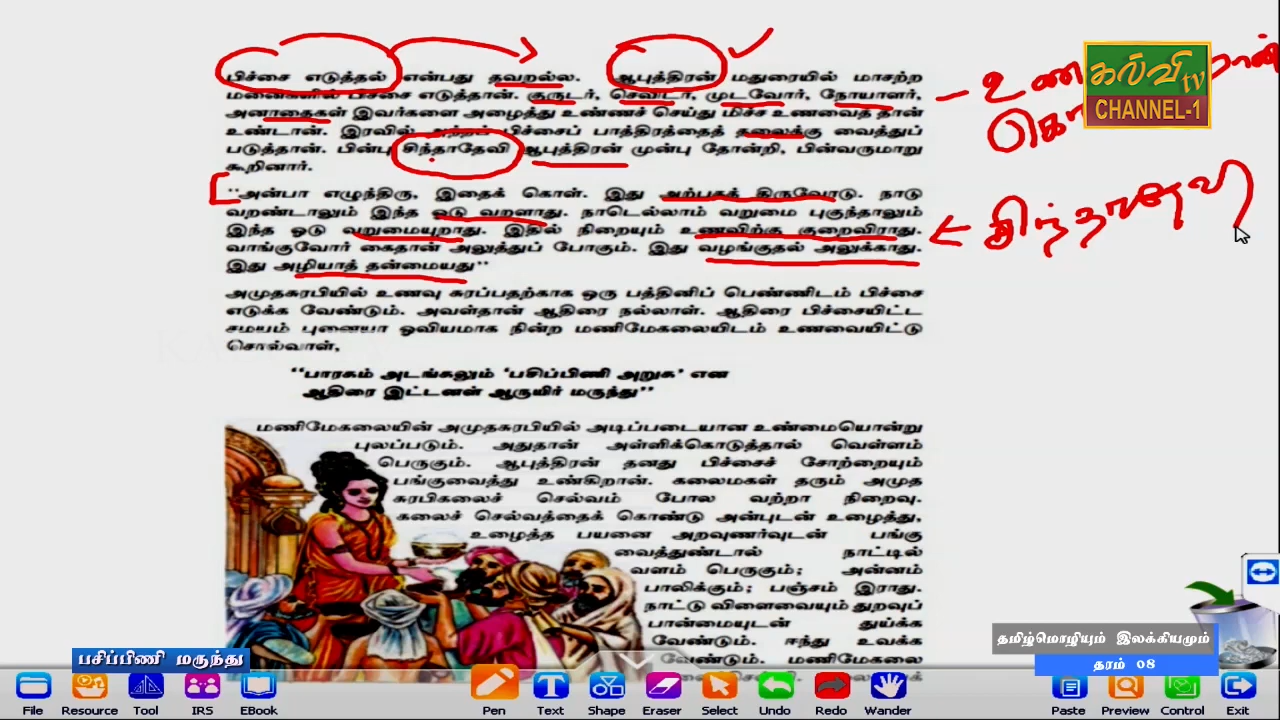 பிச்சை எடுத்தல் என்பது தவறல்ல. ஆபுத்திரன் மதுரையில் மாசற்ற
மனைகளில் பிச்சை எடுத்தான். குருடர், செவிடர், முடவோர், நோயாளர்,
அனாதைகள் இவர்களை அழைத்து உண்ணச் செய்து மிச்ச உணவைத் தான்
உண்டான். இரவில் அந்தப் பிச்சைப் பாத்திரத்தைத் தலைக்கு வைத்துப்
படுத்தான். பின்பு சிந்தாதேவி ஆபுத்திரன் முன்பு தோன்றி, பின்வருமாறு
கூறினார்.
“அன்பா எழுந்திரு, இதைக் கொள். இது அற்பதத் திருவோடு. நாடு
வறண்டாலும் இந்த ஓடு வறளாது. நாடெல்லாம் வறுமை புகுந்தாலும்
இந்த ஓடு வறுமையுறாது. இதில் நிறையும் உணவிற்கு குறைவிராது.
வாங்குவோர் கைதான் அலுத்துப் போகும். இது வழங்குதல் அலுக்காது.
இது அழியாத் தன்மையது”
அமுதசுரபியில் உணவு சுரப்பதற்காக ஒரு பத்தினிப் பெண்ணிடம் பிச்சை
எடுக்க வேண்டும். அவள்தான் ஆதிரை நல்லாள். ஆதிரை பிச்சையிட்ட
சமயம் புனையா ஓவியமாக நின்ற மணிமேகலையிடம் உணவையிட்டு
சொல்வாள்,
“பாரகம் அடங்கலும் ‘பசிப்பிணி அறுக’ என
ஆதிரை இட்டனள் ஆருயிர் மருந்து”
மணிமேகலையின் அமுதசுரபியில் அடிப்படையான உண்மையொன்று
புலப்படும். அதுதான் அள்ளிக்கொடுத்தால் வெள்ளம்
பெருகும். ஆபுத்திரன் தனது பிச்சைச் சோற்றையும்
பங்குவைத்து உண்கிறான். கலைமகள் தரும் அமுத
சுரபிகலைச் செல்வம் போல வற்றா நிறைவு.
கலைச் செல்வத்தைக் கொண்டு அன்புடன் உழைத்து,
உழைத்த பயனை அறவுணர்வுடன் பங்கு
வைத்துண்டால் நாட்டில்
வளம் பெருகும்; அன்னம்
பாலிக்கும்; பஞ்சம் இராது.
நாட்டு விளைவையும் துறவுப்
பான்மையுடன் துய்க்க
வேண்டும். ஈந்து உவக்க
வேண்டும். மணிமேகலை
சிந்தாதேவி
கல்வி tv
CHANNEL-1
தமிழ்மொழியும் இலக்கியமும்
தரம் 08
பசிப்பிணி மருந்து
File Resource Tool IRS EBook Pen Text Shape Eraser Select Undo Redo Wander Paste Preview Control Exit